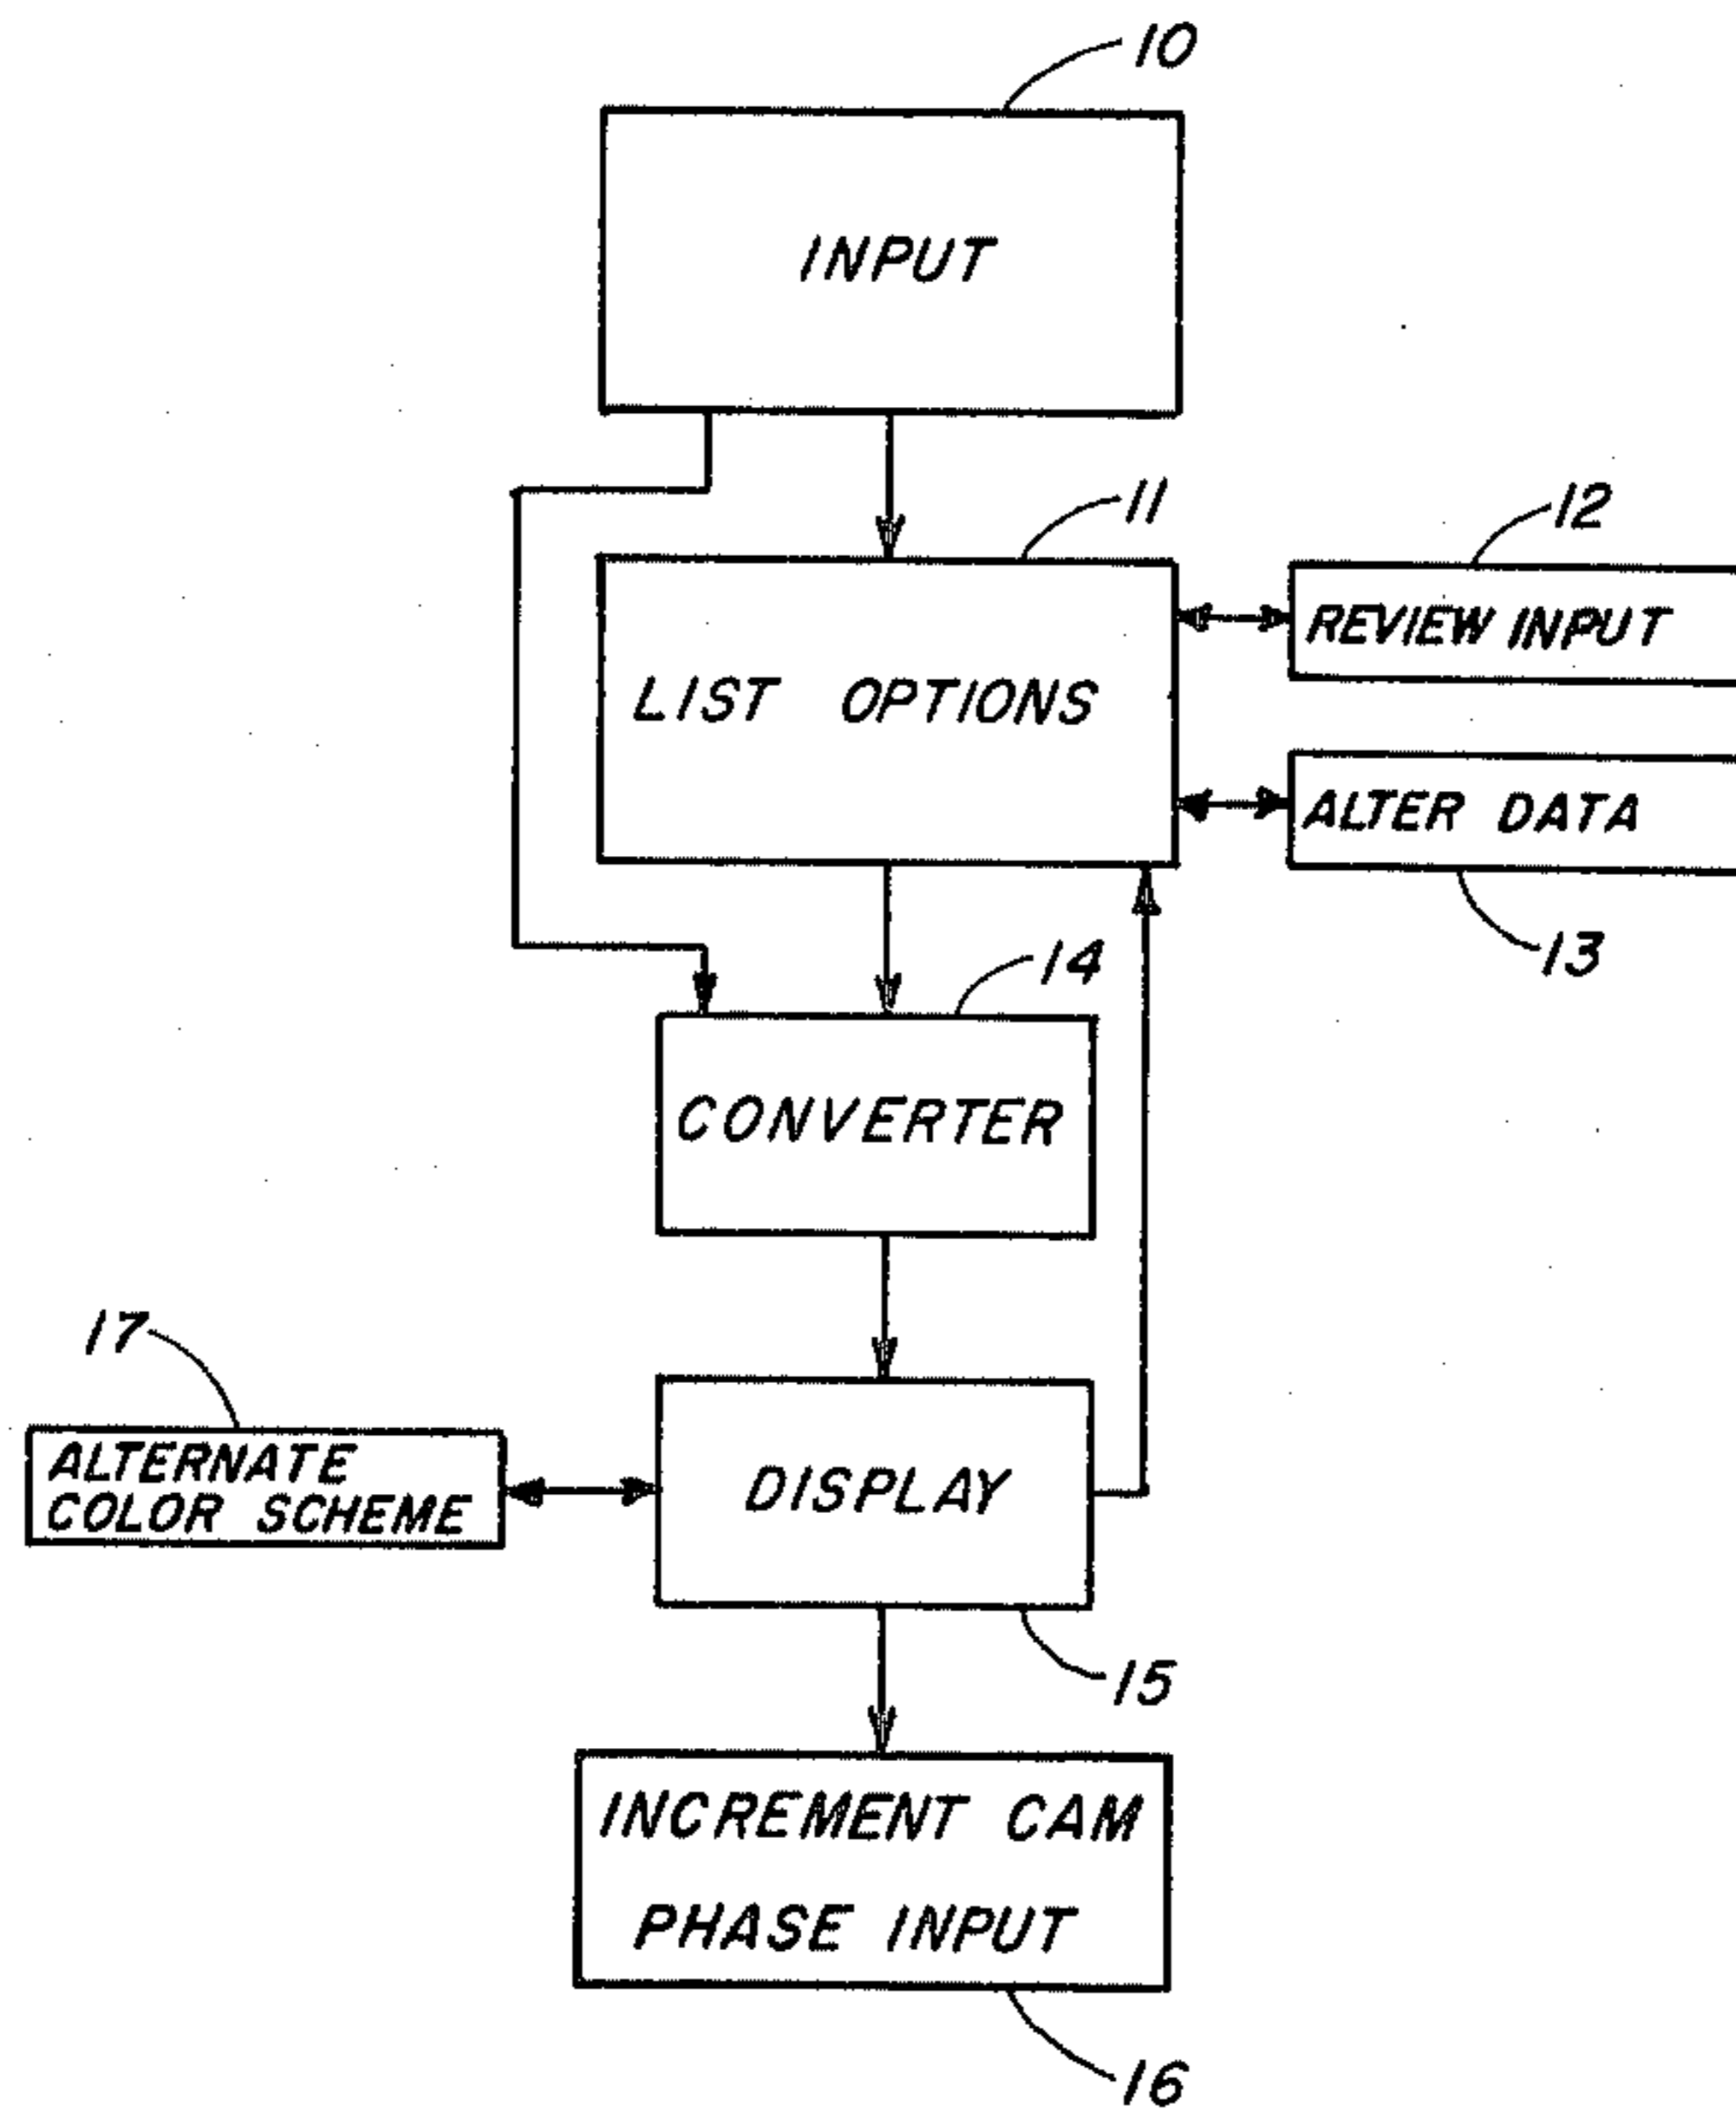 10
INPUT
11
12
REVIEW INPUT
LIST OPTIONS
ALTER DATA
13
14
CONVERTER
17
ALTERNATE
COLOR SCHEME
DISPLAY
15
INCREMENT CAM
PHASE INPUT
16